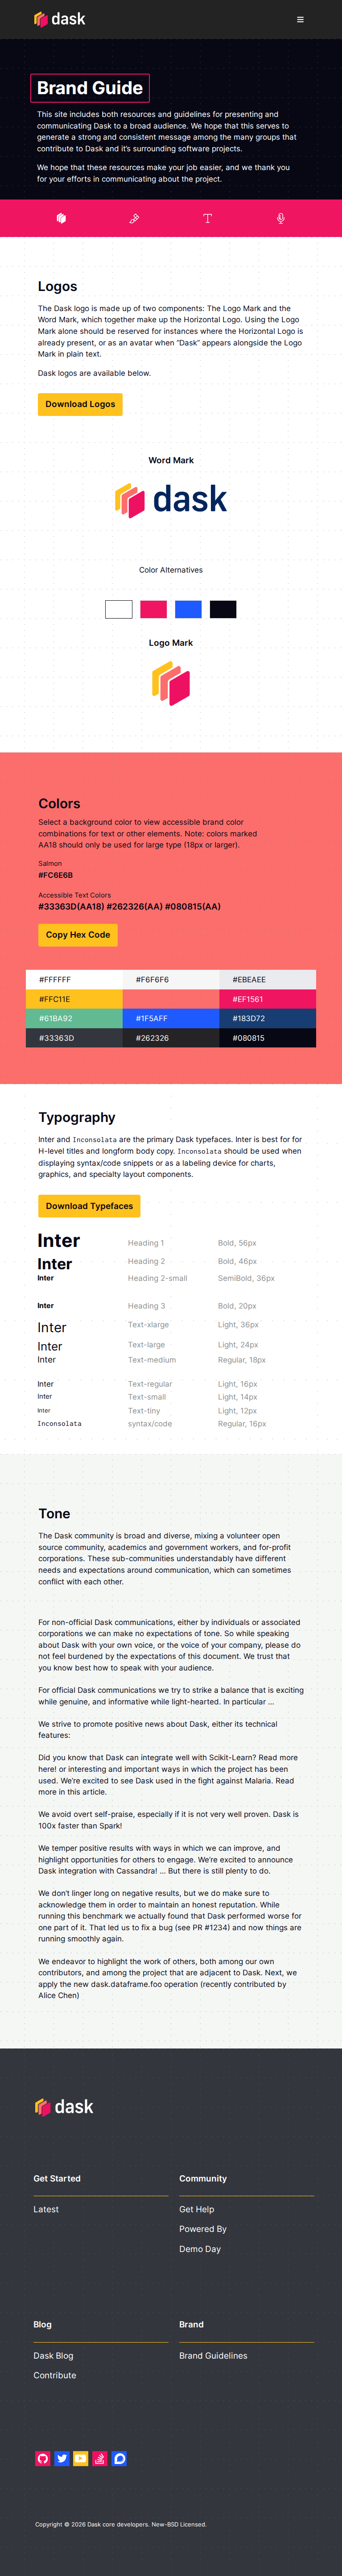 dask
Brand Guide
This site includes both resources and guidelines for presenting and
communicating Dask to a broad audience. We hope that this serves to
generate a strong and consistent message among the many groups that
contribute to Dask and it's surrounding software projects.
We hope that these resources make your job easier, and we thank you
for your efforts in communicating about the project.
Logos
The Dask logo is made up of two components: The Logo Mark and the
Word Mark, which together make up the Horizontal Logo. Using the Logo
Mark alone should be reserved for instances where the Horizontal Logo is
already present, or as an avatar when “Dask” appears alongside the Logo
Mark in plain text.
Dask logos are available below.
Download Logos
Word Mark
dask
Color Alternatives
Logo Mark
Colors
Select a background color to view accessible brand color
combinations for text or other elements. Note: colors marked
AA18 should only be used for large type (18px or larger).
Salmon
#FC6E6B
Accessible Text Colors
#33363D(AA18) #262326(AA) #080815(AA)
Copy Hex Code
#FFFFFF #F6F6F6 #EBEAEE
#FFC11E #EF1561
#61BA92 #1F5AFF #183D72
#33363D #262326 #080815
Typography
Inter and Inconsolata are the primary Dask typefaces. Inter is best for for
H-level titles and longform body copy. Inconsolata should be used when
displaying syntax/code snippets or as a labeling device for charts,
graphics, and specialty layout components.
Download Typefaces
Inter Heading 1 Bold, 56px
Inter Heading 2 Bold, 46px
Inter Heading 2-small SemiBold, 36px
Inter Heading 3 Bold, 20px
Inter Text-xlarge Light, 36px
Inter Text-large Light, 24px
Inter Text-medium Regular, 18px
Inter Text-regular Light, 16px
Inter Text-small Light, 14px
Inter Text-tiny Light, 12px
Inconsolata syntax/code Regular, 16px
Tone
The Dask community is broad and diverse, mixing a volunteer open
source community, academics and government workers, and for-profit
corporations. These sub-communities understandably have different
needs and expectations around communication, which can sometimes
conflict with each other.
For non-official Dask communications, either by individuals or associated
corporations we can make no expectations of tone. So while speaking
about Dask with your own voice, or the voice of your company, please do
not feel burdened by the expectations of this document. We trust that
you know best how to speak with your audience.
For official Dask communications we try to strike a balance that is exciting
while genuine, and informative while light-hearted. In particular ...
We strive to promote positive news about Dask, either its technical
features:
Did you know that Dask can integrate well with Scikit-Learn? Read more
here! or interesting and important ways in which the project has been
used. We're excited to see Dask used in the fight against Malaria. Read
more in this article.
We avoid overt self-praise, especially if it is not very well proven. Dask is
100x faster than Spark!
We temper positive results with ways in which we can improve, and
highlight opportunities for others to engage. We're excited to announce
Dask integration with Cassandra! ... But there is still plenty to do.
We don't linger long on negative results, but we do make sure to
acknowledge them in order to maintain an honest reputation. While
running this benchmark we actually found that Dask performed worse for
one part of it. That led us to fix a bug (see PR #1234) and now things are
running smoothly again.
We endeavor to highlight the work of others, both among our own
contributors, and among the project that are adjacent to Dask. Next, we
apply the new dask.dataframe.foo operation (recently contributed by
Alice Chen)
dask
Get Started
Latest
Community
Get Help
Powered By
Demo Day
Blog
Dask Blog
Contribute
Brand
Brand Guidelines
Copyright © 2026 Dask core developers. New-BSD Licensed.